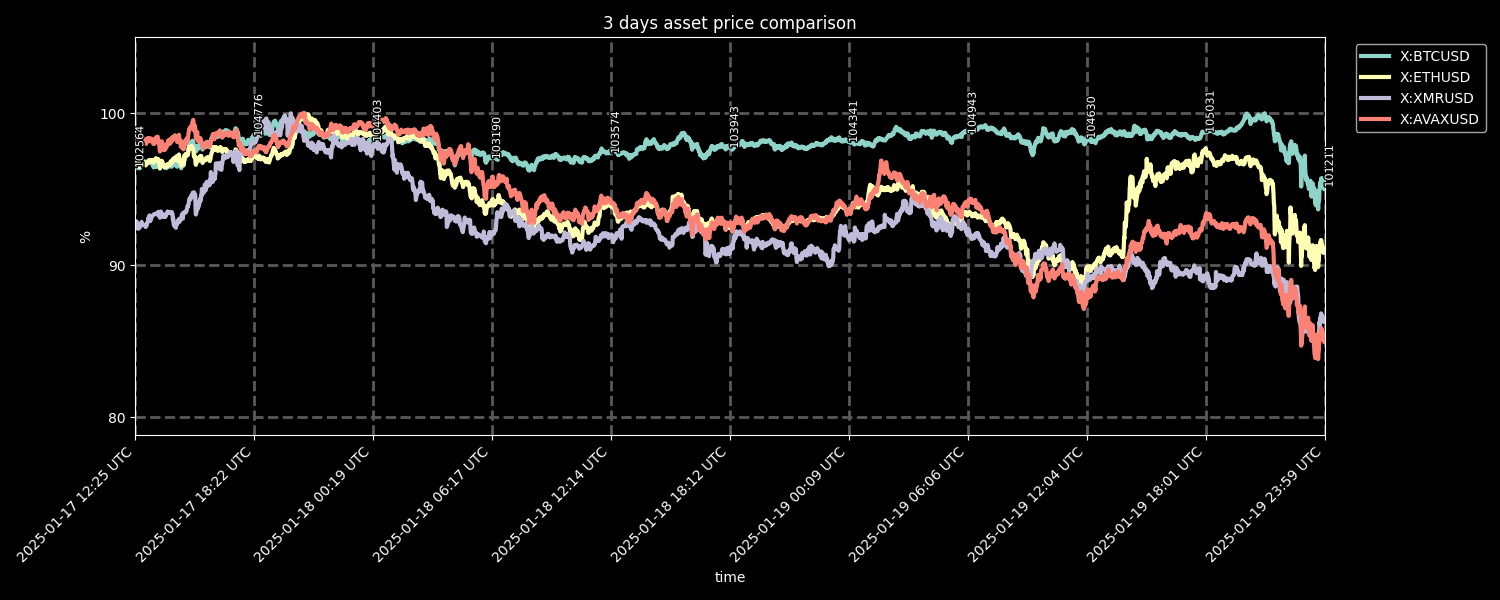 3 days asset price comparison
X:BTCUSD
X:ETHUSD
X:XMRUSD
X:AVAXUSD
100
90
80
%
102564
104776
104403
103190
103574
103943
104341
104943
104630
105031
101211
2025-01-17 12:25 UTC
2025-01-17 18:22 UTC
2025-01-18 00:19 UTC
2025-01-18 06:17 UTC
2025-01-18 12:14 UTC
2025-01-18 18:12 UTC
2025-01-19 00:09 UTC
2025-01-19 06:06 UTC
2025-01-19 12:04 UTC
2025-01-19 18:01 UTC
2025-01-19 23:59 UTC
time